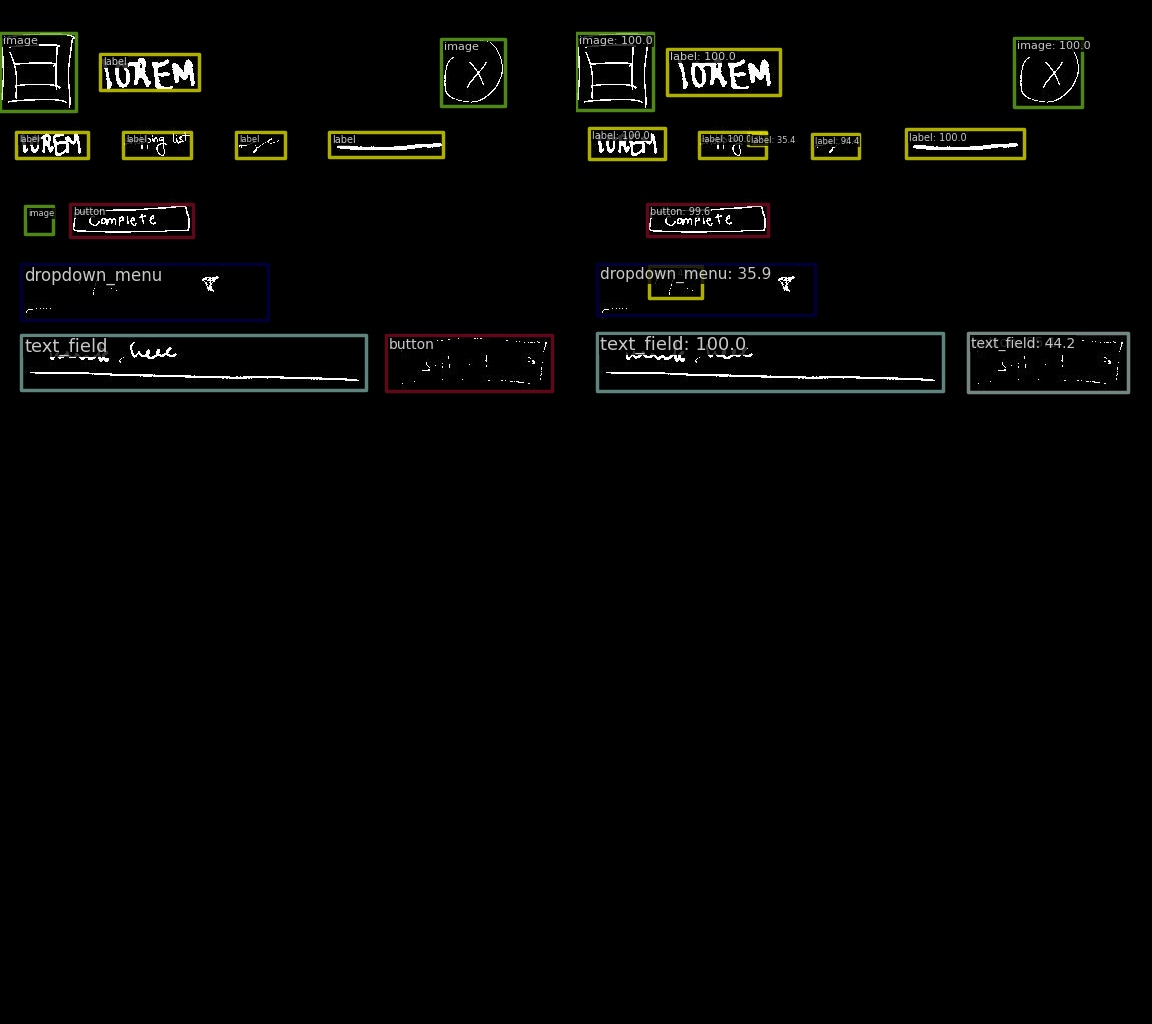 image image: 100.0
label LOREM label: 100.0 LOREM
image X image: 100.0 X
label LOREM label ing list label label label: 100.0 LOREM label: 100.0 label: 35.4 label: 94.4 label: 100.0
image button Complete button: 99.6 Complete
dropdown_menu dropdown_menu: 35.9
text_field here button text_field: 100.0 text_field: 44.2